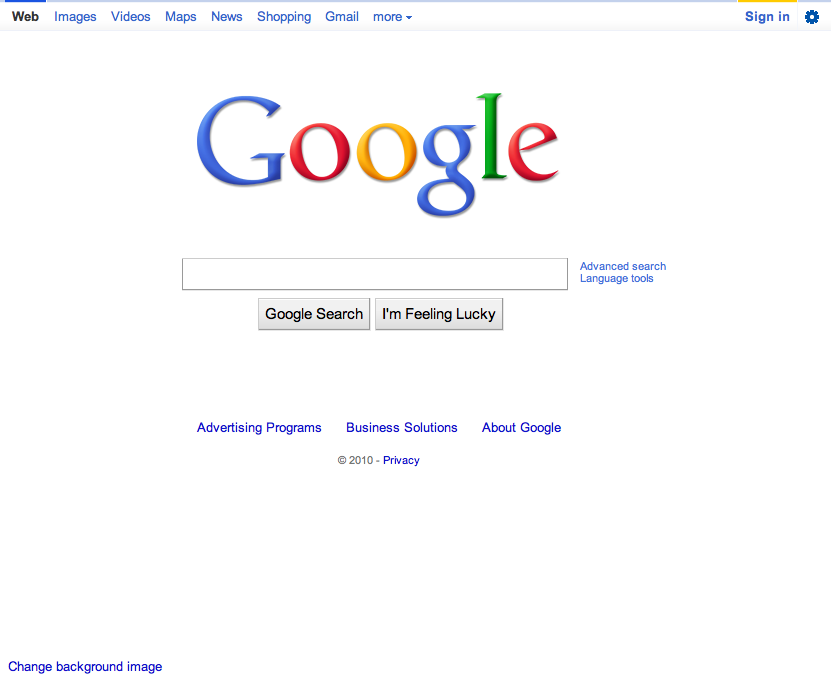 Web Images Videos Maps News Shopping Gmail more Sign in
Google
Advanced search
Language tools
Google Search I'm Feeling Lucky
Advertising Programs Business Solutions About Google
© 2010 - Privacy
Change background image